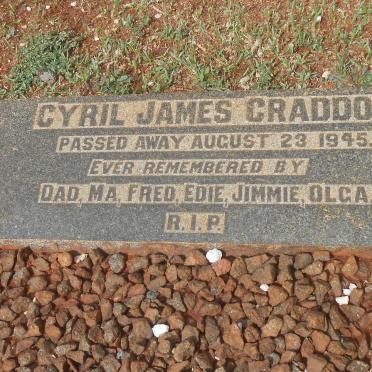 CYRIL JAMES CRADDO
PASSED AWAY AUGUST 23 1945.
EVER REMEMBERED BY
DAD, MA, FRED, EDIE, JIMMIE, OLGA
R.I.P.